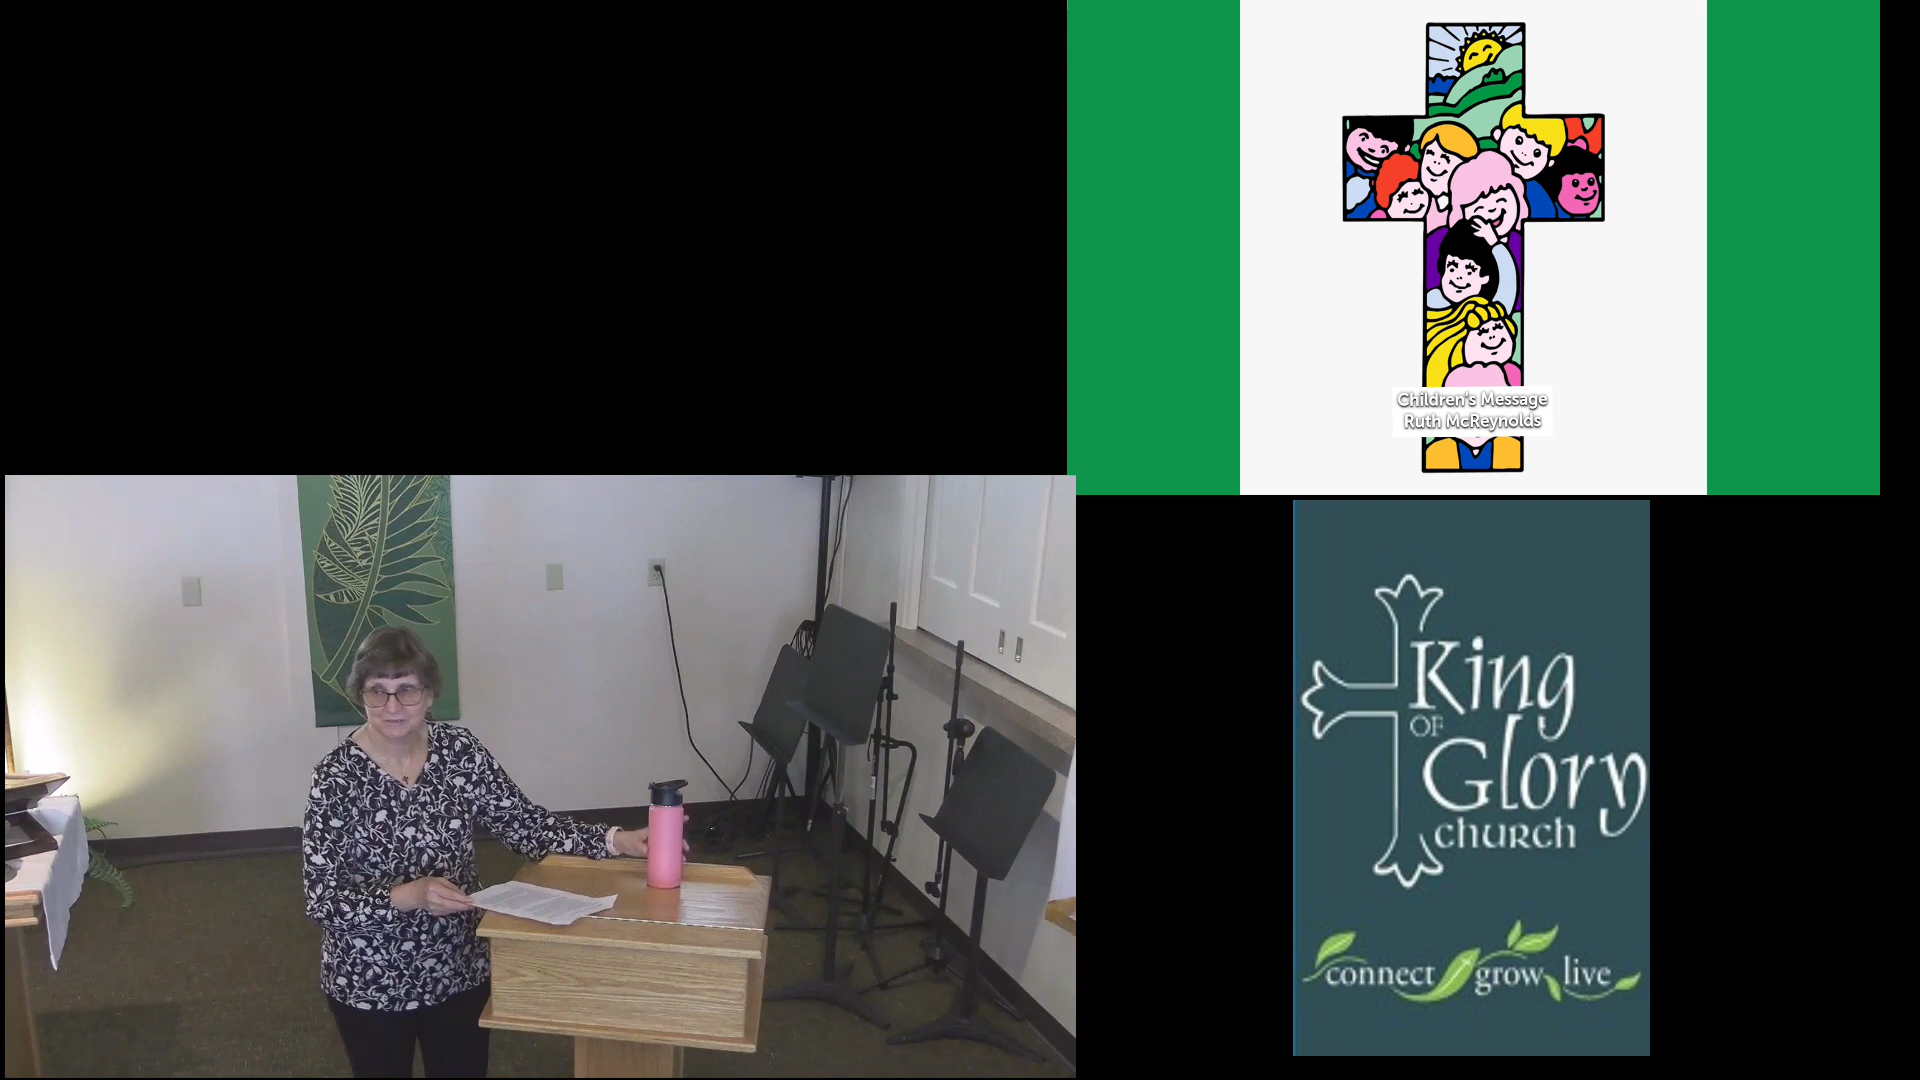 Children's Message
Ruth McReynolds
King
OF
Glory
church
connect grow live